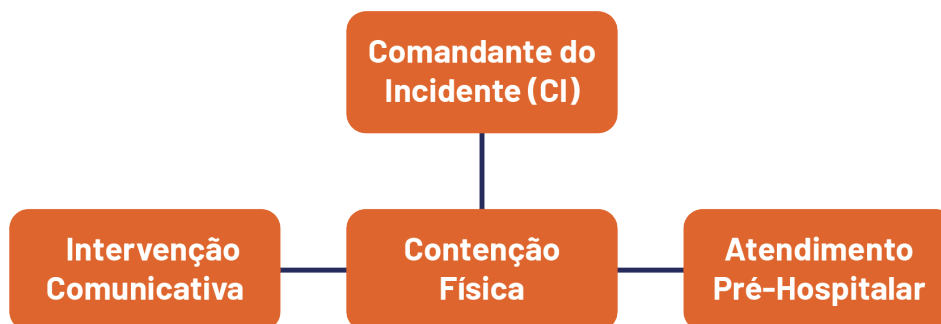 Comandante do
Incidente (CI)
Intervenção
Comunicativa
Contenção
Física
Atendimento
Pré-Hospitalar